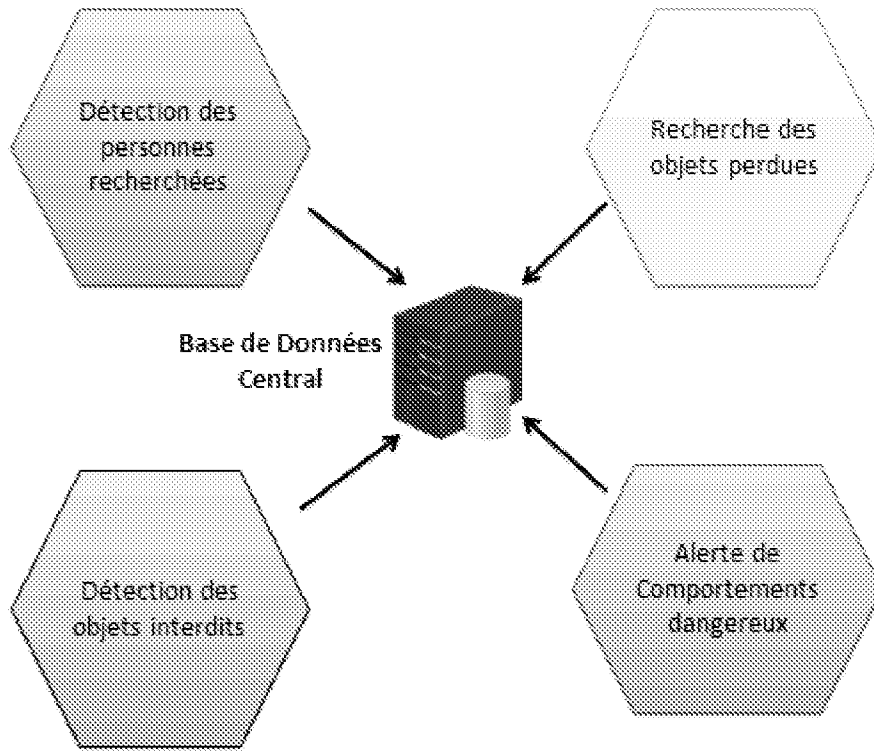 Détection des
personnes
recherchées
Recherche des
objets perdues
Base de Données
Central
Détection des
objets interdits
Alerte de
Comportements
dangereux